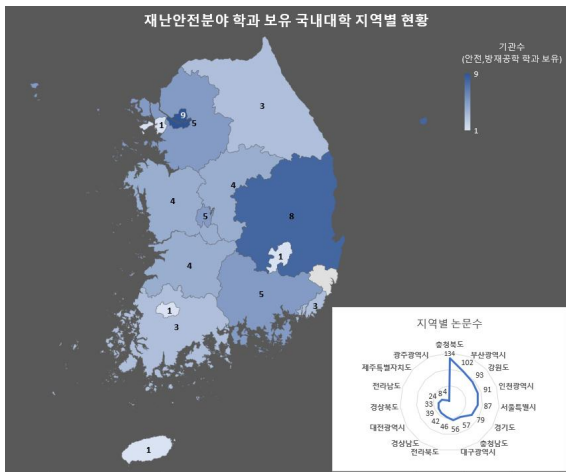 재난안전분야 학과 보유 국내대학 지역별 현황
기관수
(안전,방재공학 학과 보유)
9
1
3
9
1
5
4
4
5
8
1
4
5
3
1
3
1
지역별 논문수
충청북도
134
광주광역시
부산광역시
102
제주특별자치도
강원도
93
전라남도
인천광역시
91
24
8
4
경상북도
33
서울특별시
87
39
대전광역시
경기도
79
42
46
56
57
경상남도
충청남도
전라북도
대구광역시